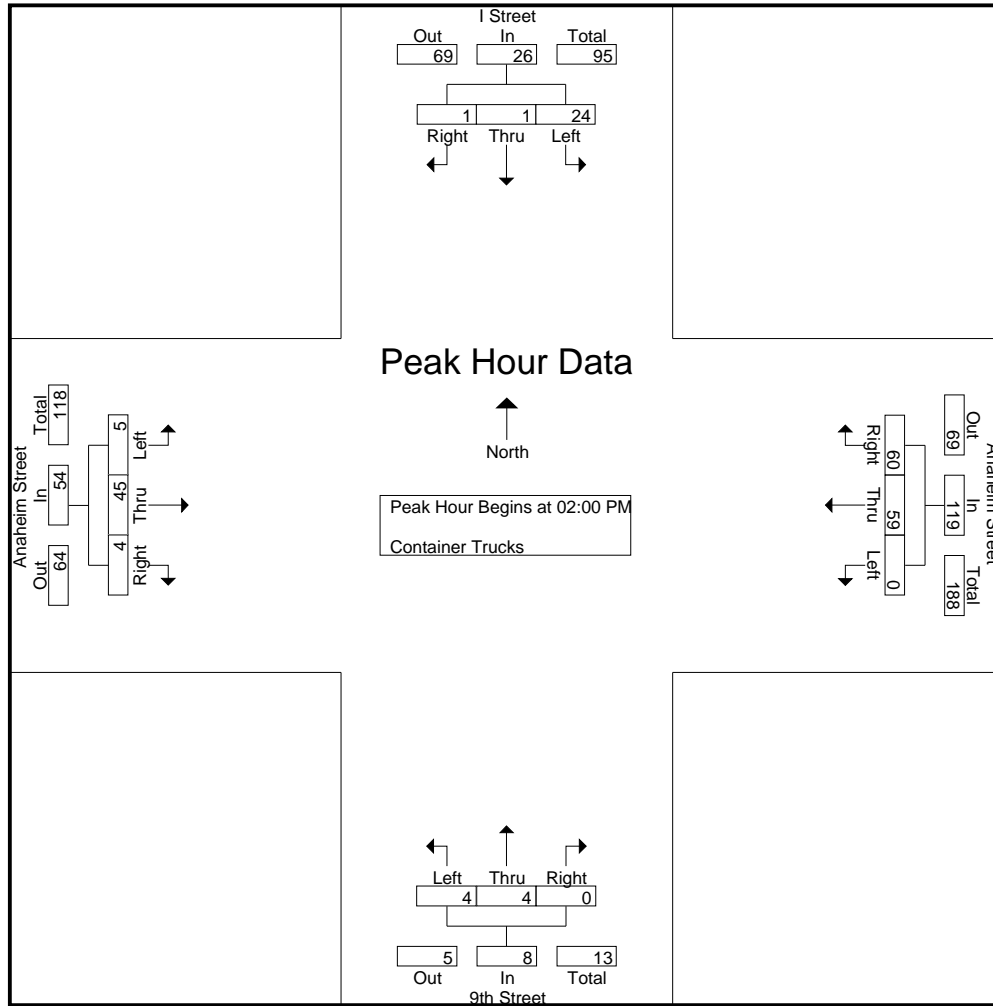 I Street
Out In Total
69 26 95
1 1 24
Right Thru Left
Peak Hour Data
North
Peak Hour Begins at 02:00 PM
Container Trucks
Anaheim Street
Total In Out
118 54 64
5 45 4
Left Thru Right
Anaheim Street
Out In Total
69 119 188
60 59 0
Right Thru Left
Left Thru Right
4 4 0
5 8 13
Out In Total
9th Street